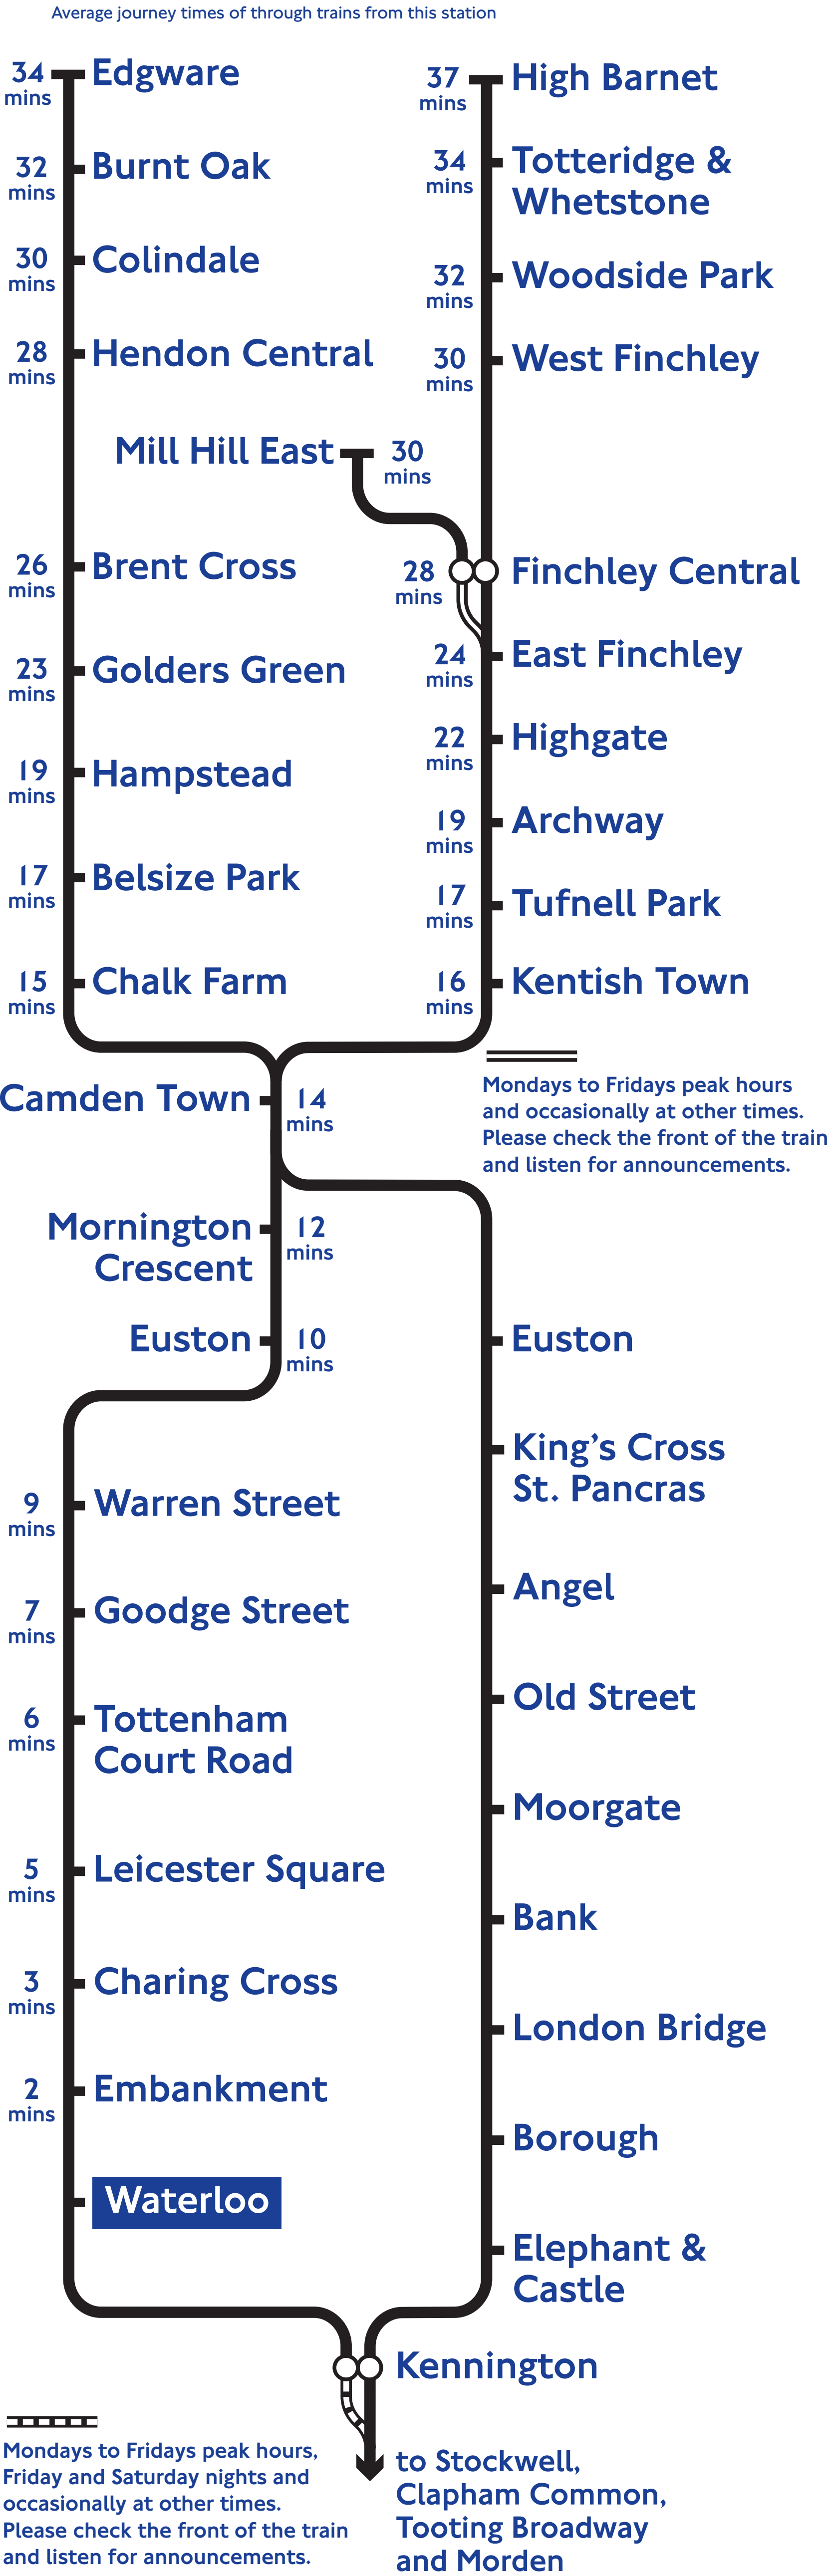 Average journey times of through trains from this station
34
mins
Edgware
32
mins
Burnt Oak
30
mins
Colindale
28
mins
Hendon Central
37
mins
High Barnet
34
mins
Totteridge &
Whetstone
32
mins
Woodside Park
30
mins
West Finchley
Mill Hill East
30
mins
26
mins
Brent Cross
23
mins
Golders Green
19
mins
Hampstead
17
mins
Belsize Park
15
mins
Chalk Farm
28
mins
Finchley Central
24
mins
East Finchley
22
mins
Highgate
19
mins
Archway
17
mins
Tufnell Park
16
mins
Kentish Town
Mondays to Fridays peak hours
and occasionally at other times.
Please check the front of the train
and listen for announcements.
Camden Town
14
mins
Mornington
Crescent
12
mins
Euston
10
mins
9
mins
Warren Street
7
mins
Goodge Street
6
mins
Tottenham
Court Road
5
mins
Leicester Square
3
mins
Charing Cross
2
mins
Embankment
Waterloo
Euston
King’s Cross
St. Pancras
Angel
Old Street
Moorgate
Bank
London Bridge
Borough
Elephant &
Castle
Kennington
Mondays to Fridays peak hours,
Friday and Saturday nights and
occasionally at other times.
Please check the front of the train
and listen for announcements.
to Stockwell,
Clapham Common,
Tooting Broadway
and Morden